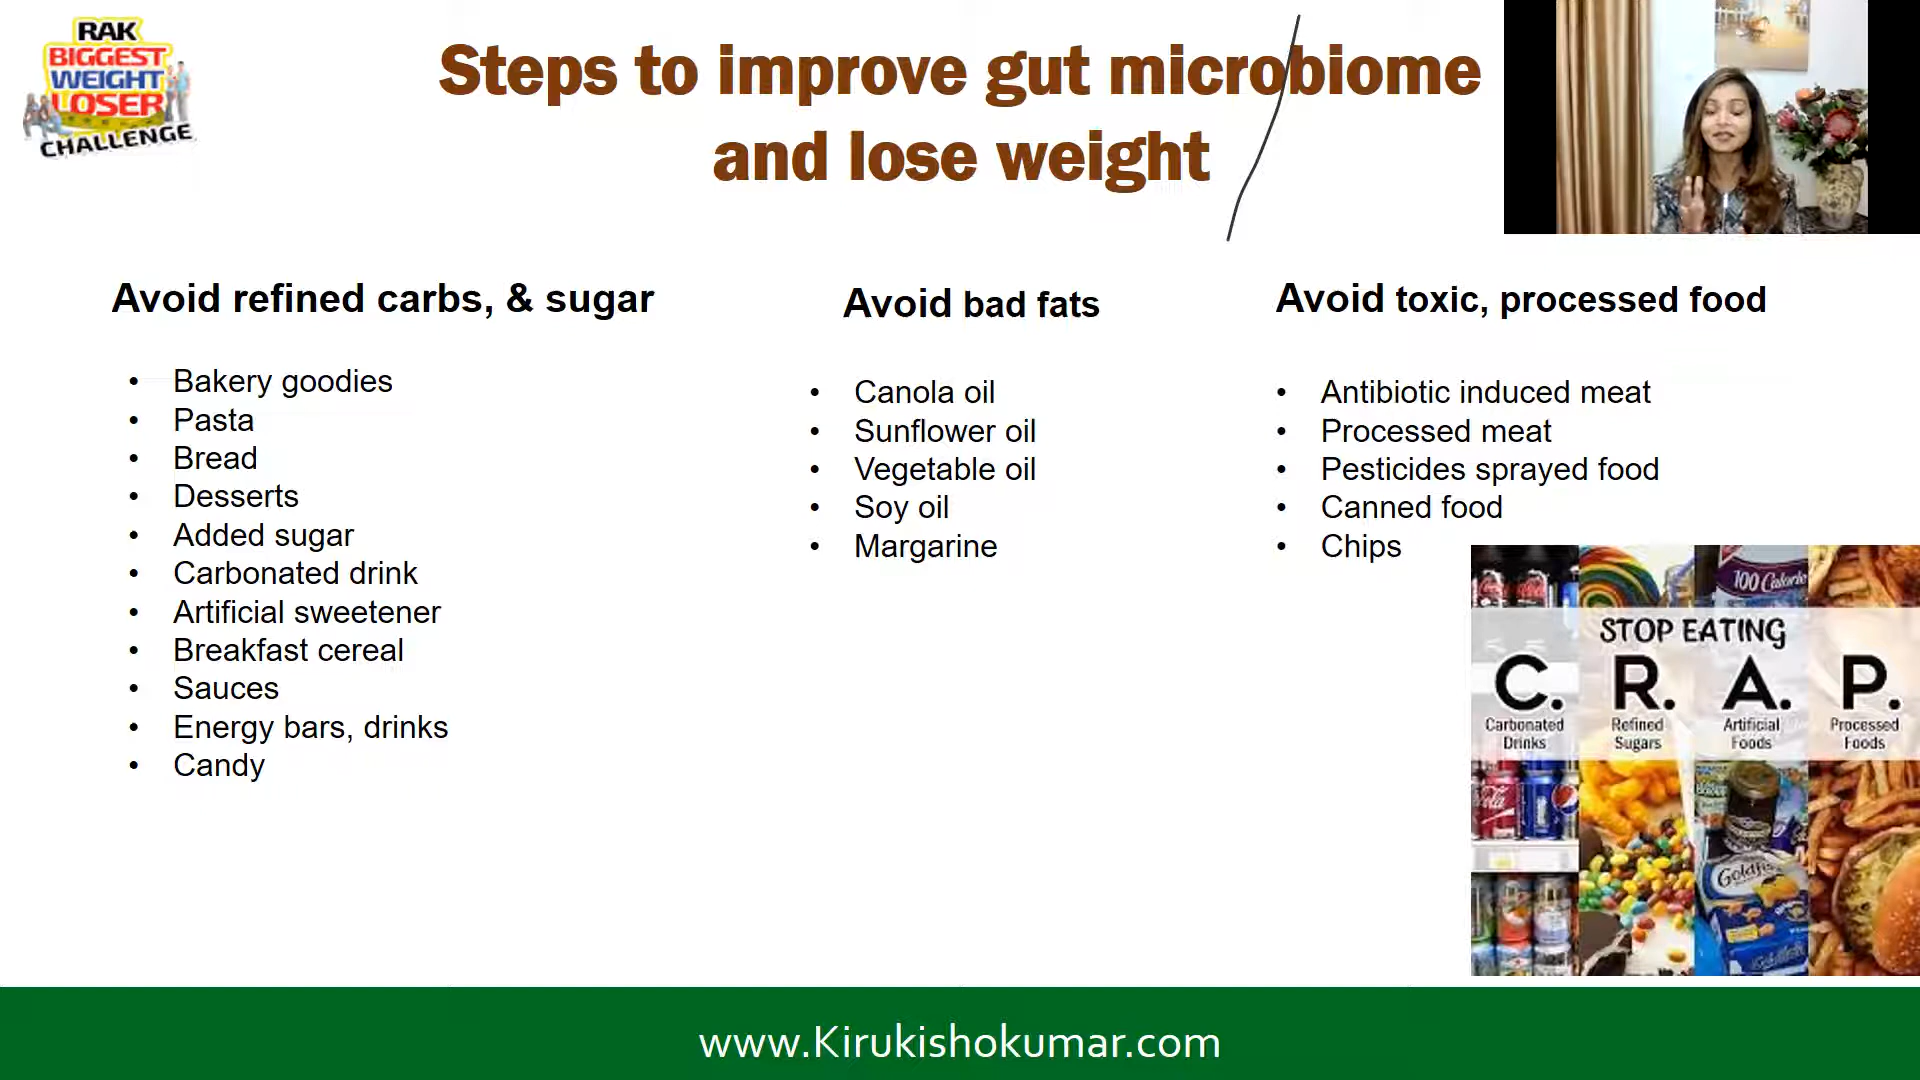 RAK
BIGGEST
WEIGHT
LOSER
CHALLENGE
Steps to improve gut microbiome
and lose weight
Avoid refined carbs, & sugar
• Bakery goodies
• Pasta
• Bread
• Desserts
• Added sugar
• Carbonated drink
• Artificial sweetener
• Breakfast cereal
• Sauces
• Energy bars, drinks
• Candy
Avoid bad fats
• Canola oil
• Sunflower oil
• Vegetable oil
• Soy oil
• Margarine
Avoid toxic, processed food
• Antibiotic induced meat
• Processed meat
• Pesticides sprayed food
• Canned food
• Chips
100 Calorie
STOP EATING
C. R. A. P.
Carbonated
Drinks
Refined
Sugars
Artificial
Foods
Processed
Foods
Goldfis
www.Kirukishokumar.com